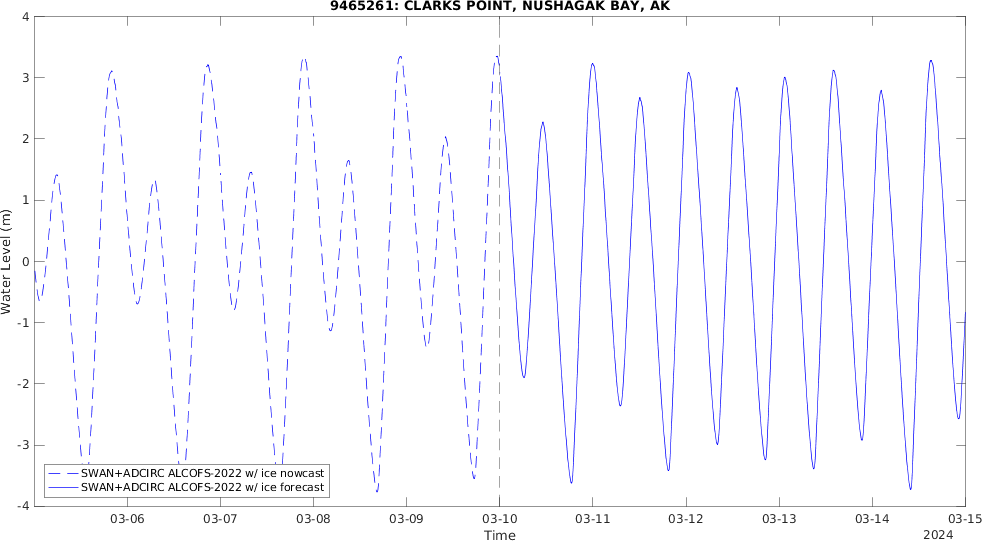 9465261: CLARKS POINT, NUSHAGAK BAY, AK
Water Level (m)
4
3
2
1
0
-1
-2
-3
-4
SWAN+ADCIRC ALCOFS-2022 w/ ice nowcast
SWAN+ADCIRC ALCOFS-2022 w/ ice forecast
03-06 03-07 03-08 03-09 03-10 03-11 03-12 03-13 03-14 03-15
Time
2024